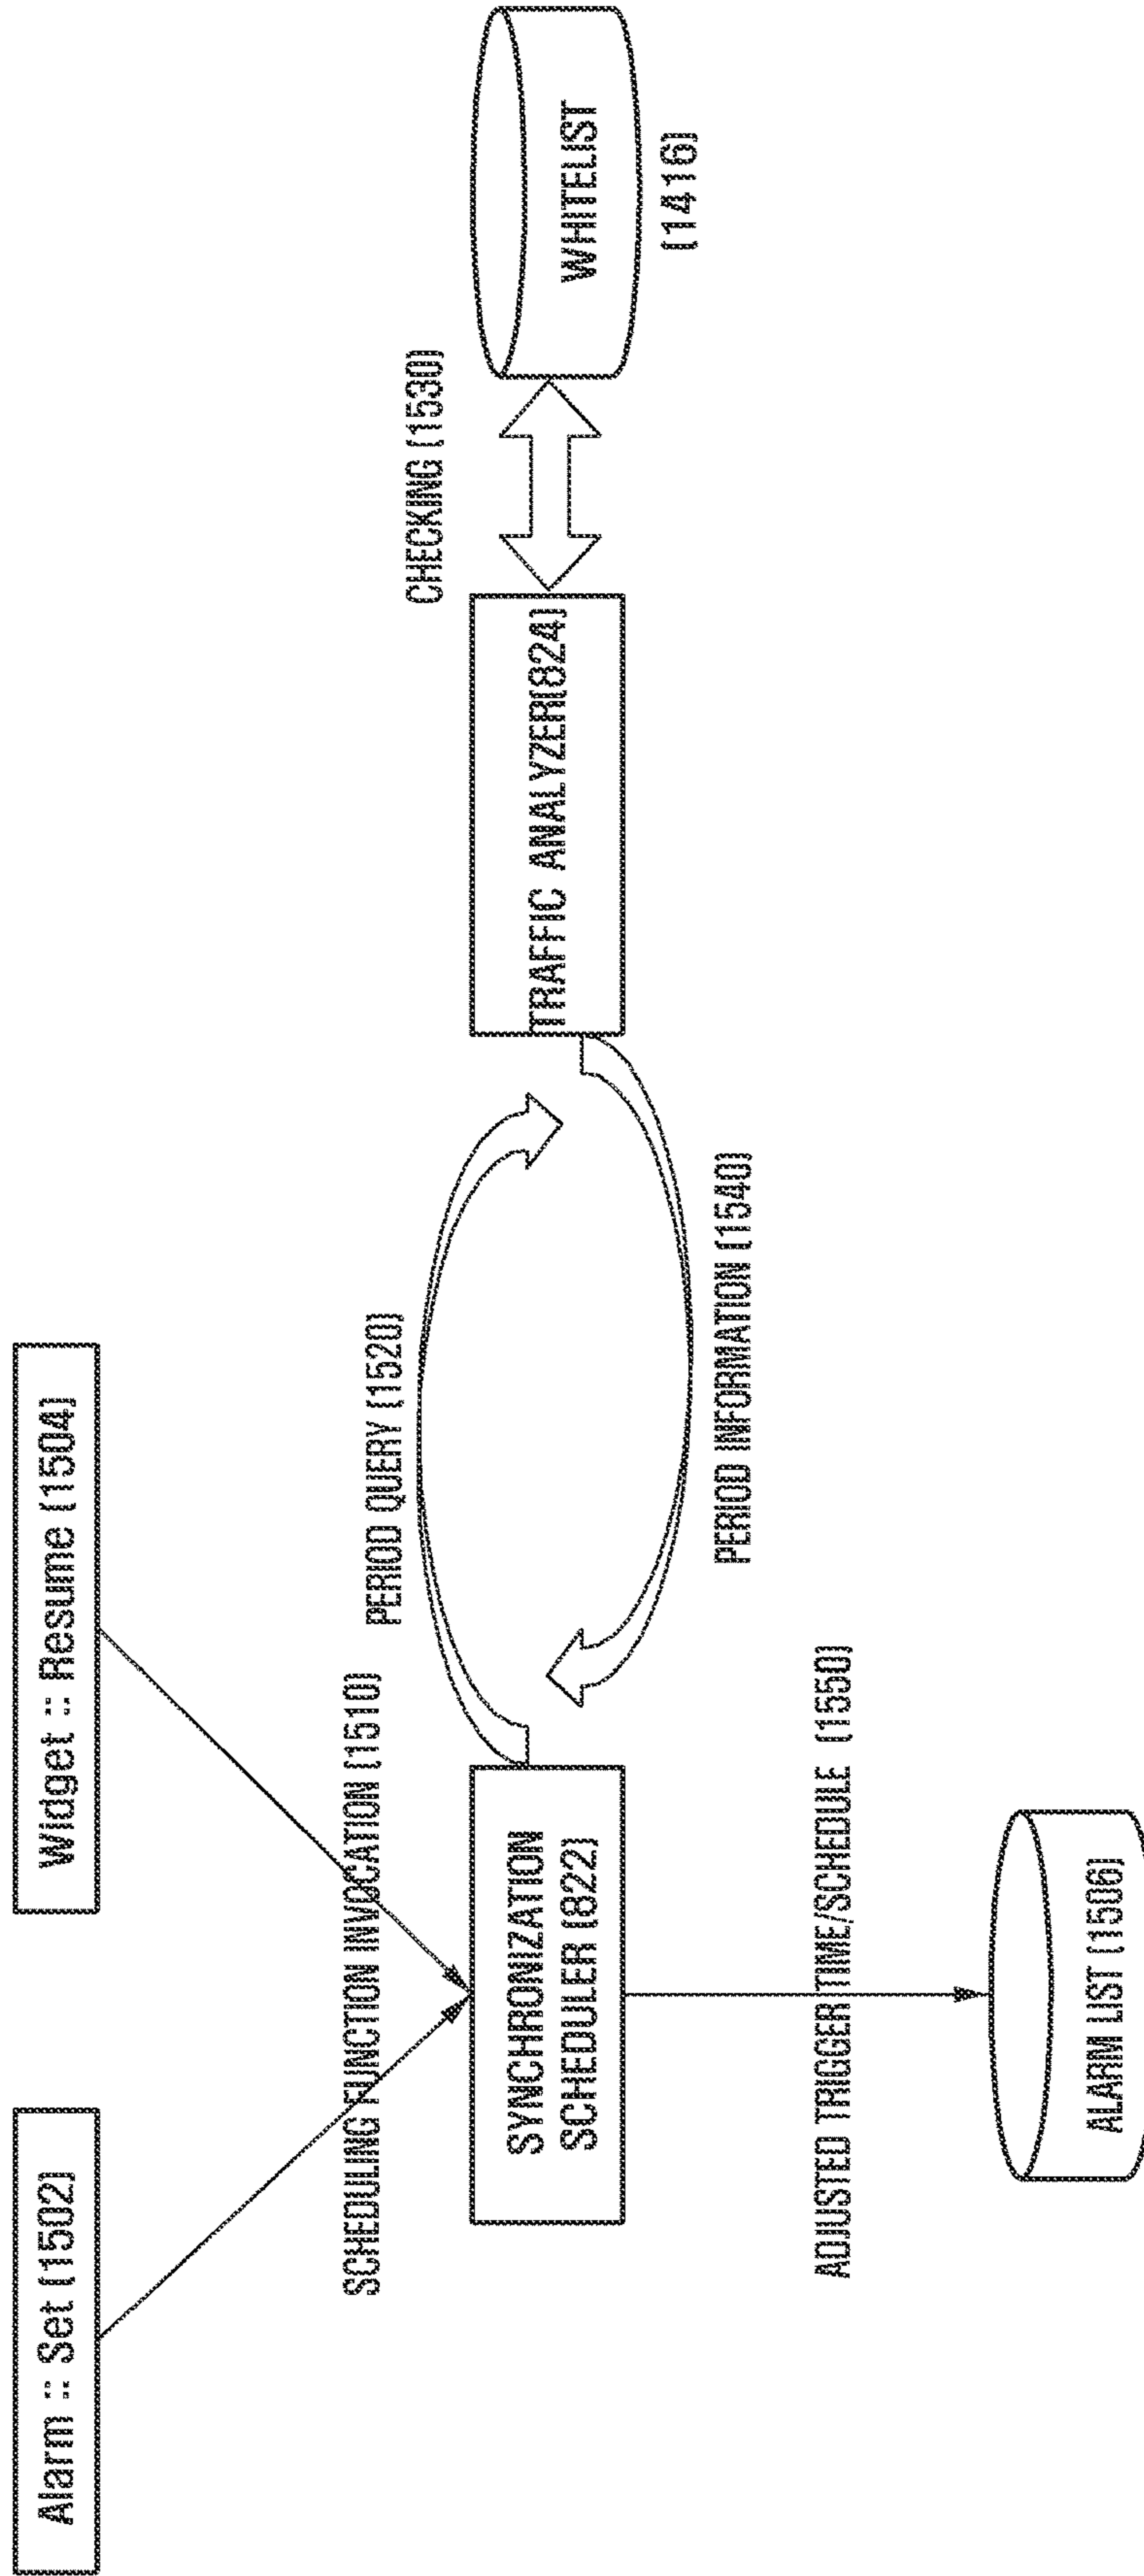 Alarm :: Set (1502)
Widget :: Resume (1504)
SCHEDULING FUNCTION INVOCATION (1510)
PERIOD QUERY (1520)
CHECKING (1530)
SYNCHRONIZATION
SCHEDULER (822)
TRAFFIC ANALYZER(824)
WHITELIST
(1416)
PERIOD INFORMATION (1540)
ADJUSTED TRIGGER TIME/SCHEDULE (1550)
ALARM LIST (1506)